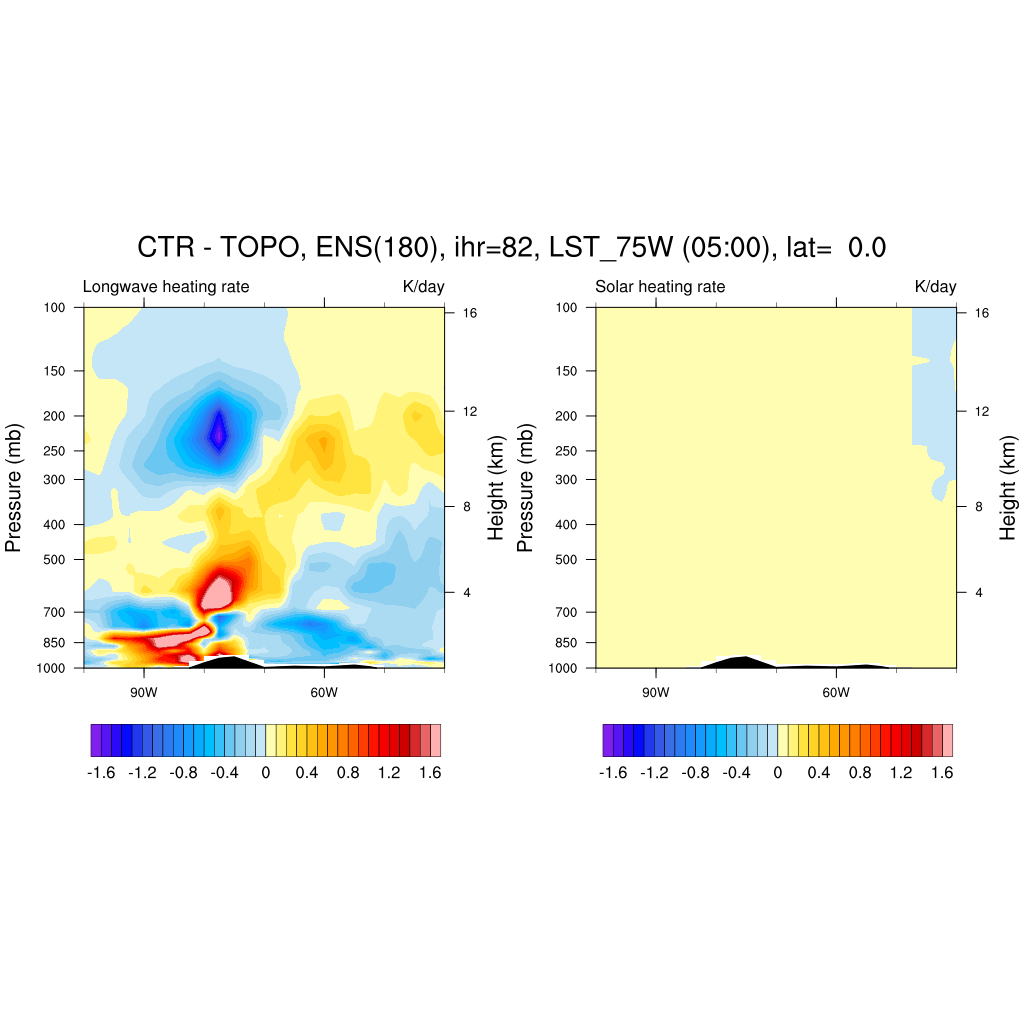 CTR - TOPO, ENS(180), ihr=82, LST_75W (05:00), lat=  0.0
Longwave heating rate K/day
Solar heating rate K/day
Pressure (mb)
100
150
200
250
300
400
500
700
850
1000
16
12
8
4
Height (km)
90W 60W
Pressure (mb)
100
150
200
250
300
400
500
700
850
1000
16
12
8
4
Height (km)
90W 60W
-1.6 -1.2 -0.8 -0.4 0 0.4 0.8 1.2 1.6
-1.6 -1.2 -0.8 -0.4 0 0.4 0.8 1.2 1.6